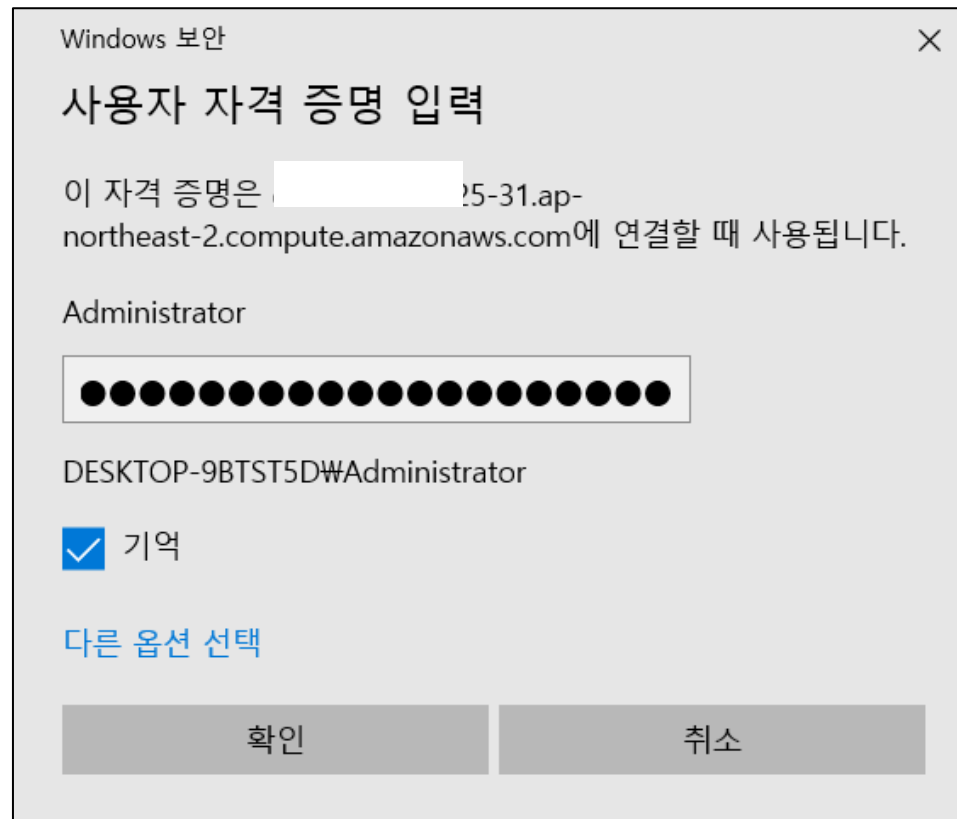 Windows 보안
사용자 자격 증명 입력
이 자격 증명은 25-31.ap-
northeast-2.compute.amazonaws.com에 연결할 때 사용됩니다.
Administrator
●●●●●●●●●●●●●●●●●●●●
DESKTOP-9BTST5D₩Administrator
기억
다른 옵션 선택
확인 취소